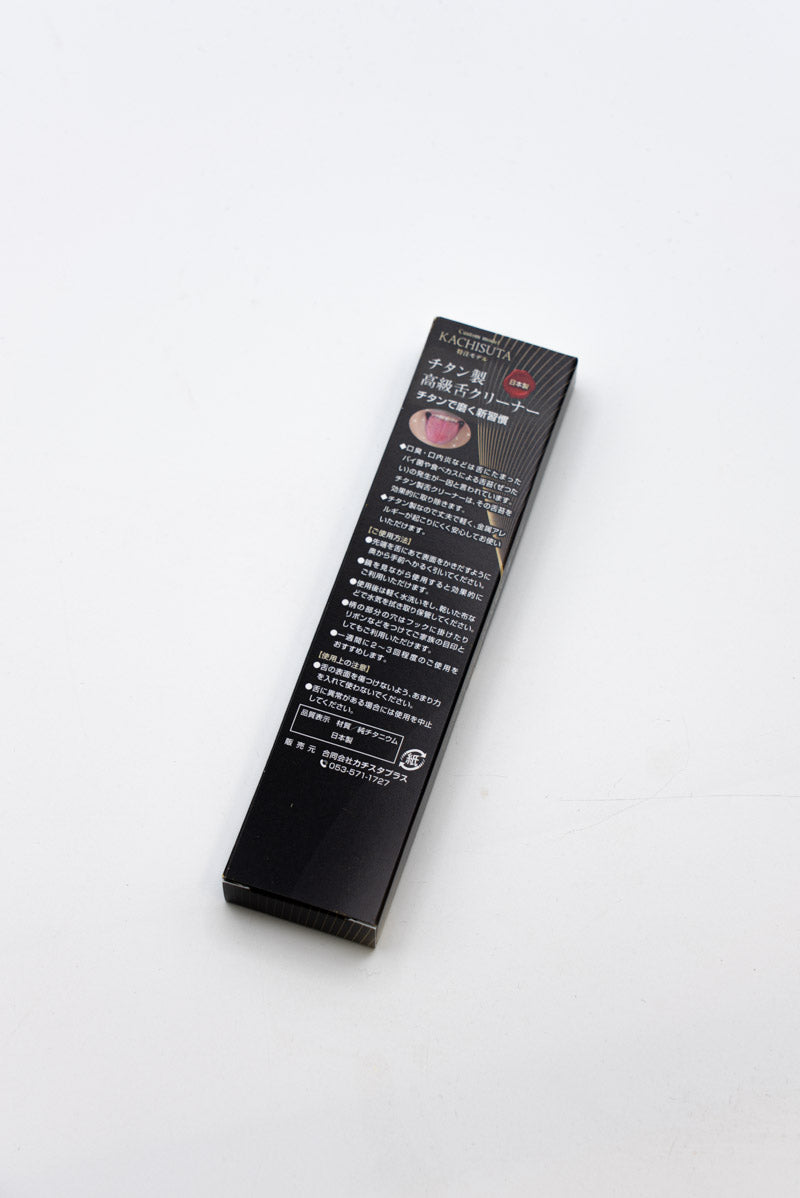 Custom model
KACHISUTA
特注モデル
チタン製
日本製
高級舌クリーナー
チタンで磨く新習慣
◆口臭・口内炎などは舌にたまった
バイ菌や食べカスによる舌苔(ぜつた
い)の発生が一因と言われています。
チタン製舌クリーナーは、その舌苔を
効果的に取り除きます。
◆チタン製なので丈夫で軽く、金属アレ
ルギーが起こりにくく安心してお使い
いただけます。
【ご使用方法】
●先端を舌にあて表面をかきだすように
奥から手前へかるく引いてください。
●鏡を見ながら使用すると効果的に
ご利用いただけます。
●使用後は軽く水洗いをし、乾いた布な
どで水気を拭き取り保管してください。
●柄の部分の穴はフックに掛けたり
リボンなどをつけてご家族の目印と
してもご利用いただけます。
●一週間に2~3回程度のご使用を
おすすめします。
【使用上の注意】
●舌の表面を傷つけないよう、あまり力
を入れて使わないでください。
●舌に異常がある場合には使用を中止
してください。
品質表示 材質/純チタニウム
日本製
紙
販売元 合同会社カチスタプラス
053-571-1727